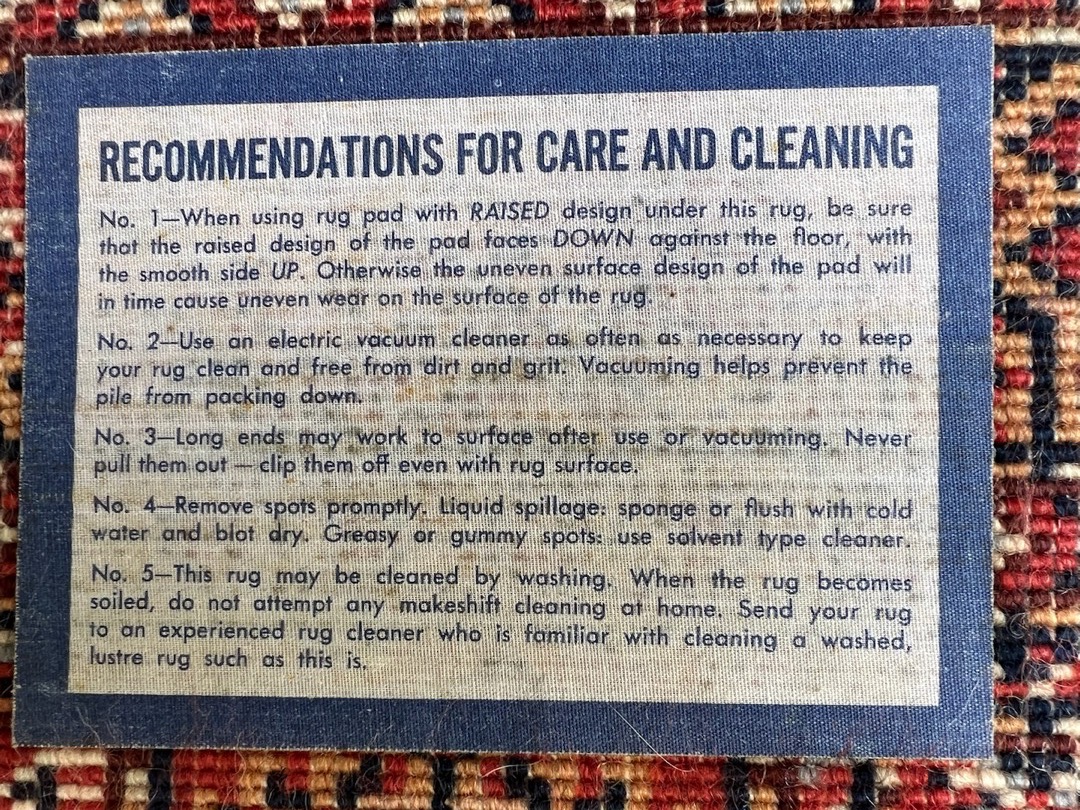 RECOMMENDATIONS FOR CARE AND CLEANING
No. 1—When using rug pad with RAISED design under this rug, be sure
that the raised design of the pad faces DOWN against the floor, with
the smooth side UP. Otherwise the uneven surface design of the pad will
in time cause uneven wear on the surface of the rug.
No. 2—Use an electric vacuum cleaner as often as necessary to keep
your rug clean and free from dirt and grit. Vacuuming helps prevent the
pile from packing down.
No. 3—Long ends may work to surface after use or vacuuming. Never
pull them out — clip them off even with rug surface.
No. 4—Remove spots promptly. Liquid spillage: sponge or flush with cold
water and blot dry. Greasy or gummy spots: use solvent type cleaner.
No. 5—This rug may be cleaned by washing. When the rug becomes
soiled, do not attempt any makeshift cleaning at home. Send your rug
to an experienced rug cleaner who is familiar with cleaning a washed,
lustre rug such as this is.